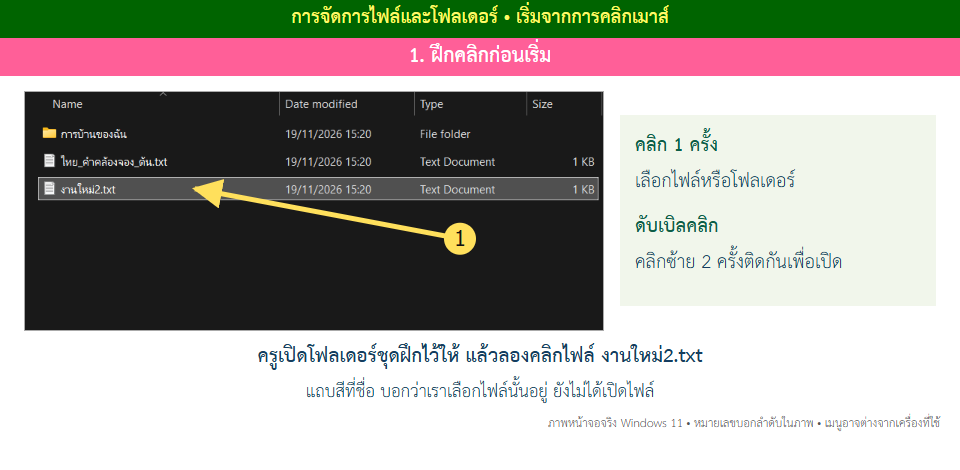 การจัดการไฟล์และโฟลเดอร์ • เริ่มจากการคลิกเมาส์
1. ฝึกคลิกก่อนเริ่ม
Name Date modified Type Size
การบ้านของฉัน 19/11/2026 15:20 File folder
ไทย_คำคล้องจอง_ต้น.txt 19/11/2026 15:20 Text Document 1 KB
งานใหม่2.txt 19/11/2026 15:20 Text Document 1 KB
1
คลิก 1 ครั้ง
เลือกไฟล์หรือโฟลเดอร์
ดับเบิลคลิก
คลิกซ้าย 2 ครั้งติดกันเพื่อเปิด
ครูเปิดโฟลเดอร์ชุดฝึกไว้ให้ แล้วลองคลิกไฟล์ งานใหม่2.txt
แถบสีที่ชื่อ บอกว่าเราเลือกไฟล์นั้นอยู่ ยังไม่ได้เปิดไฟล์
ภาพหน้าจอจริง Windows 11 • หมายเลขบอกลำดับในภาพ • เมนูอาจต่างจากเครื่องที่ใช้